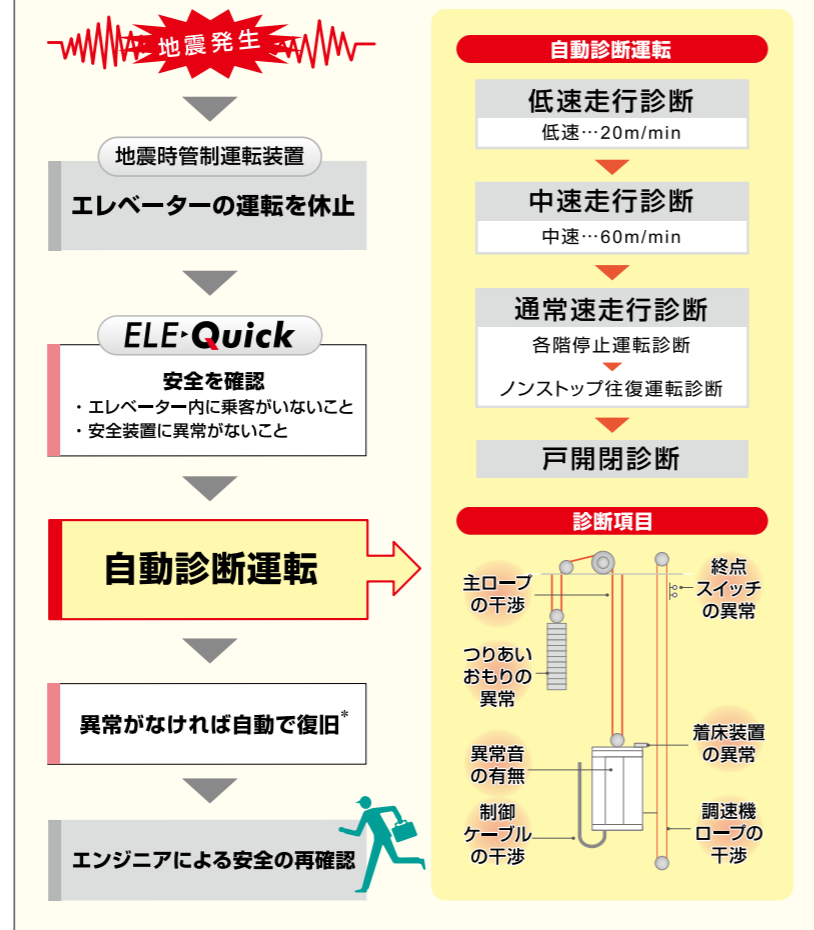 地震発生
地震時管制運転装置
エレベーターの運転を休止
ELE・Quick
安全を確認
・エレベーター内に乗客がいないこと
・安全装置に異常がないこと
自動診断運転
異常がなければ自動で復旧*
エンジニアによる安全の再確認
自動診断運転
低速走行診断
低速…20m/min
中速走行診断
中速…60m/min
通常速走行診断
各階停止運転診断
ノンストップ往復運転診断
戸開閉診断
診断項目
主ロープ
の干渉
つりあい
おもりの
異常
異常音
の有無
制御
ケーブル
の干渉
終点
スイッチ
の異常
着床装置
の異常
調速機
ロープの
干渉